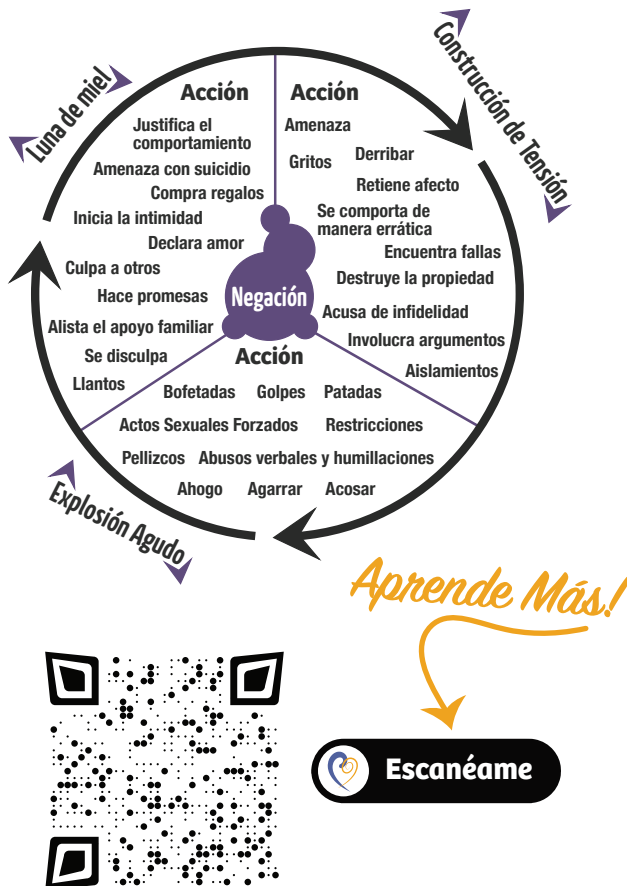 Luna de miel
Construcción de Tensión
Acción
Justifica el
comportamiento
Amenaza con suicidio
Compra regalos
Inicia la intimidad
Declara amor
Culpa a otros
Hace promesas
Alista el apoyo familiar
Se disculpa
Llantos
Acción
Amenaza
Gritos
Derribar
Retiene afecto
Se comporta de
manera errática
Encuentra fallas
Destruye la propiedad
Acusa de infidelidad
Involucra argumentos
Aislamientos
Negación
Acción
Bofetadas Golpes Patadas
Actos Sexuales Forzados Restricciones
Pellizcos Abusos verbales y humillaciones
Ahogo Agarrar Acosar
Explosión Agudo
Aprende Más!
Escanéame